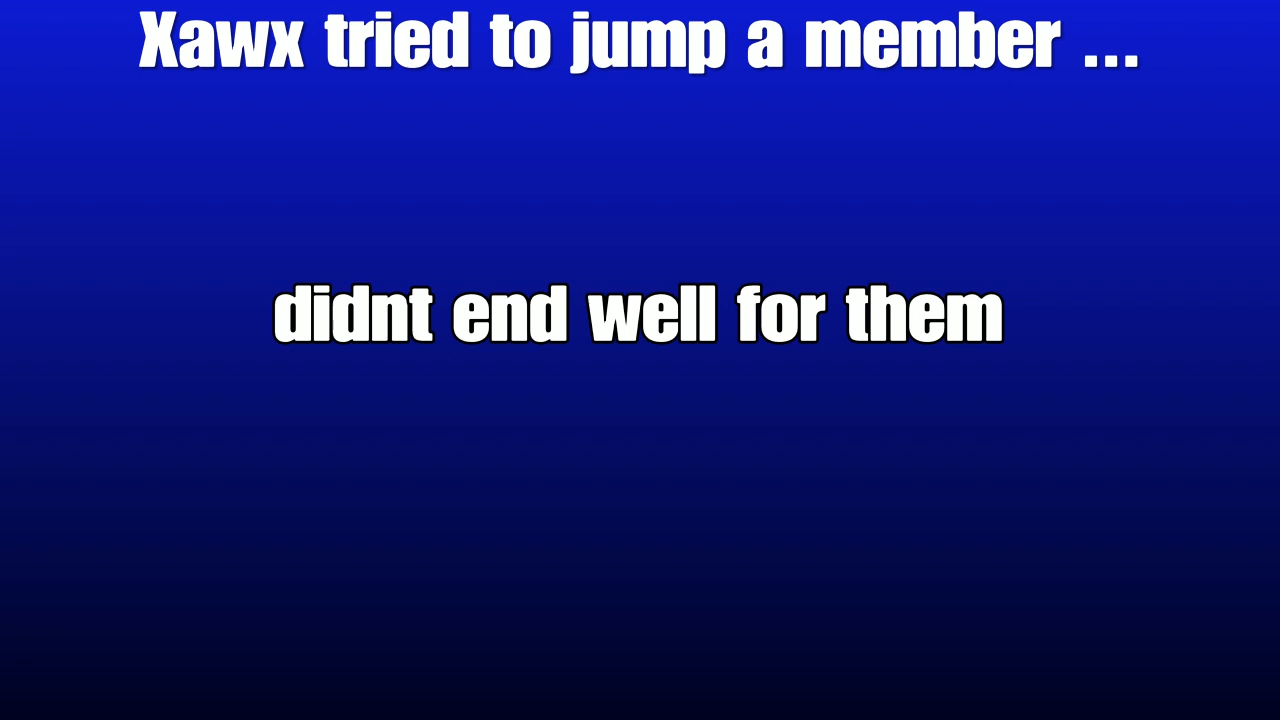 Xawx tried to jump a member ...
didnt end well for them